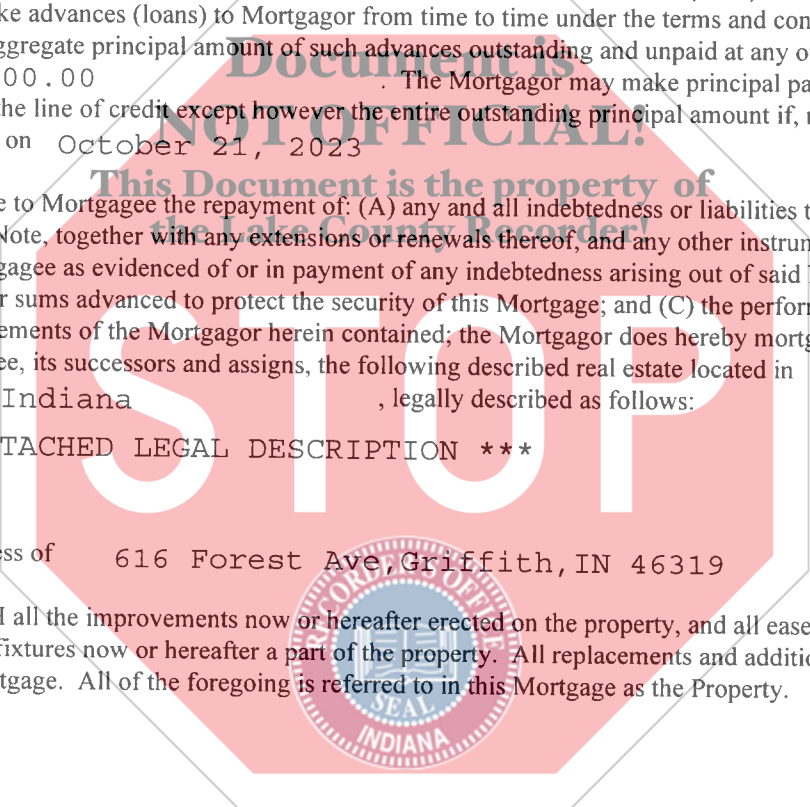 ke advances (loans) to Mortgagor from time to time under the terms and con
ggregate principal amount of such advances outstanding and unpaid at any o
Document is
00.00 . The Mortgagor may make principal pa
the line of credit except however the entire outstanding principal amount if,
NOT OFFICIAL!
on October 21, 2023
This Document is the property of
e to Mortgagee the repayment of: (A) any and all indebtedness or liabilities t
the Lake County Recorder!
Note, together with any extensions or renewals thereof, and any other instrum
gagee as evidenced of or in payment of any indebtedness arising out of said
r sums advanced to protect the security of this Mortgage; and (C) the perfor
ements of the Mortgagor herein contained; the Mortgagor does hereby mortg
ee, its successors and assigns, the following described real estate located in
Indiana , legally described as follows:
STOP
TACHED LEGAL DESCRIPTION ***
ess of 616 Forest Ave,Griffith,IN 46319
RECORDER'S OFFICE
all the improvements now or hereafter erected on the property, and all ease
fixtures now or hereafter a part of the property. All replacements and additio
tgage. All of the foregoing is referred to in this Mortgage as the Property.
SEAL
INDIANA